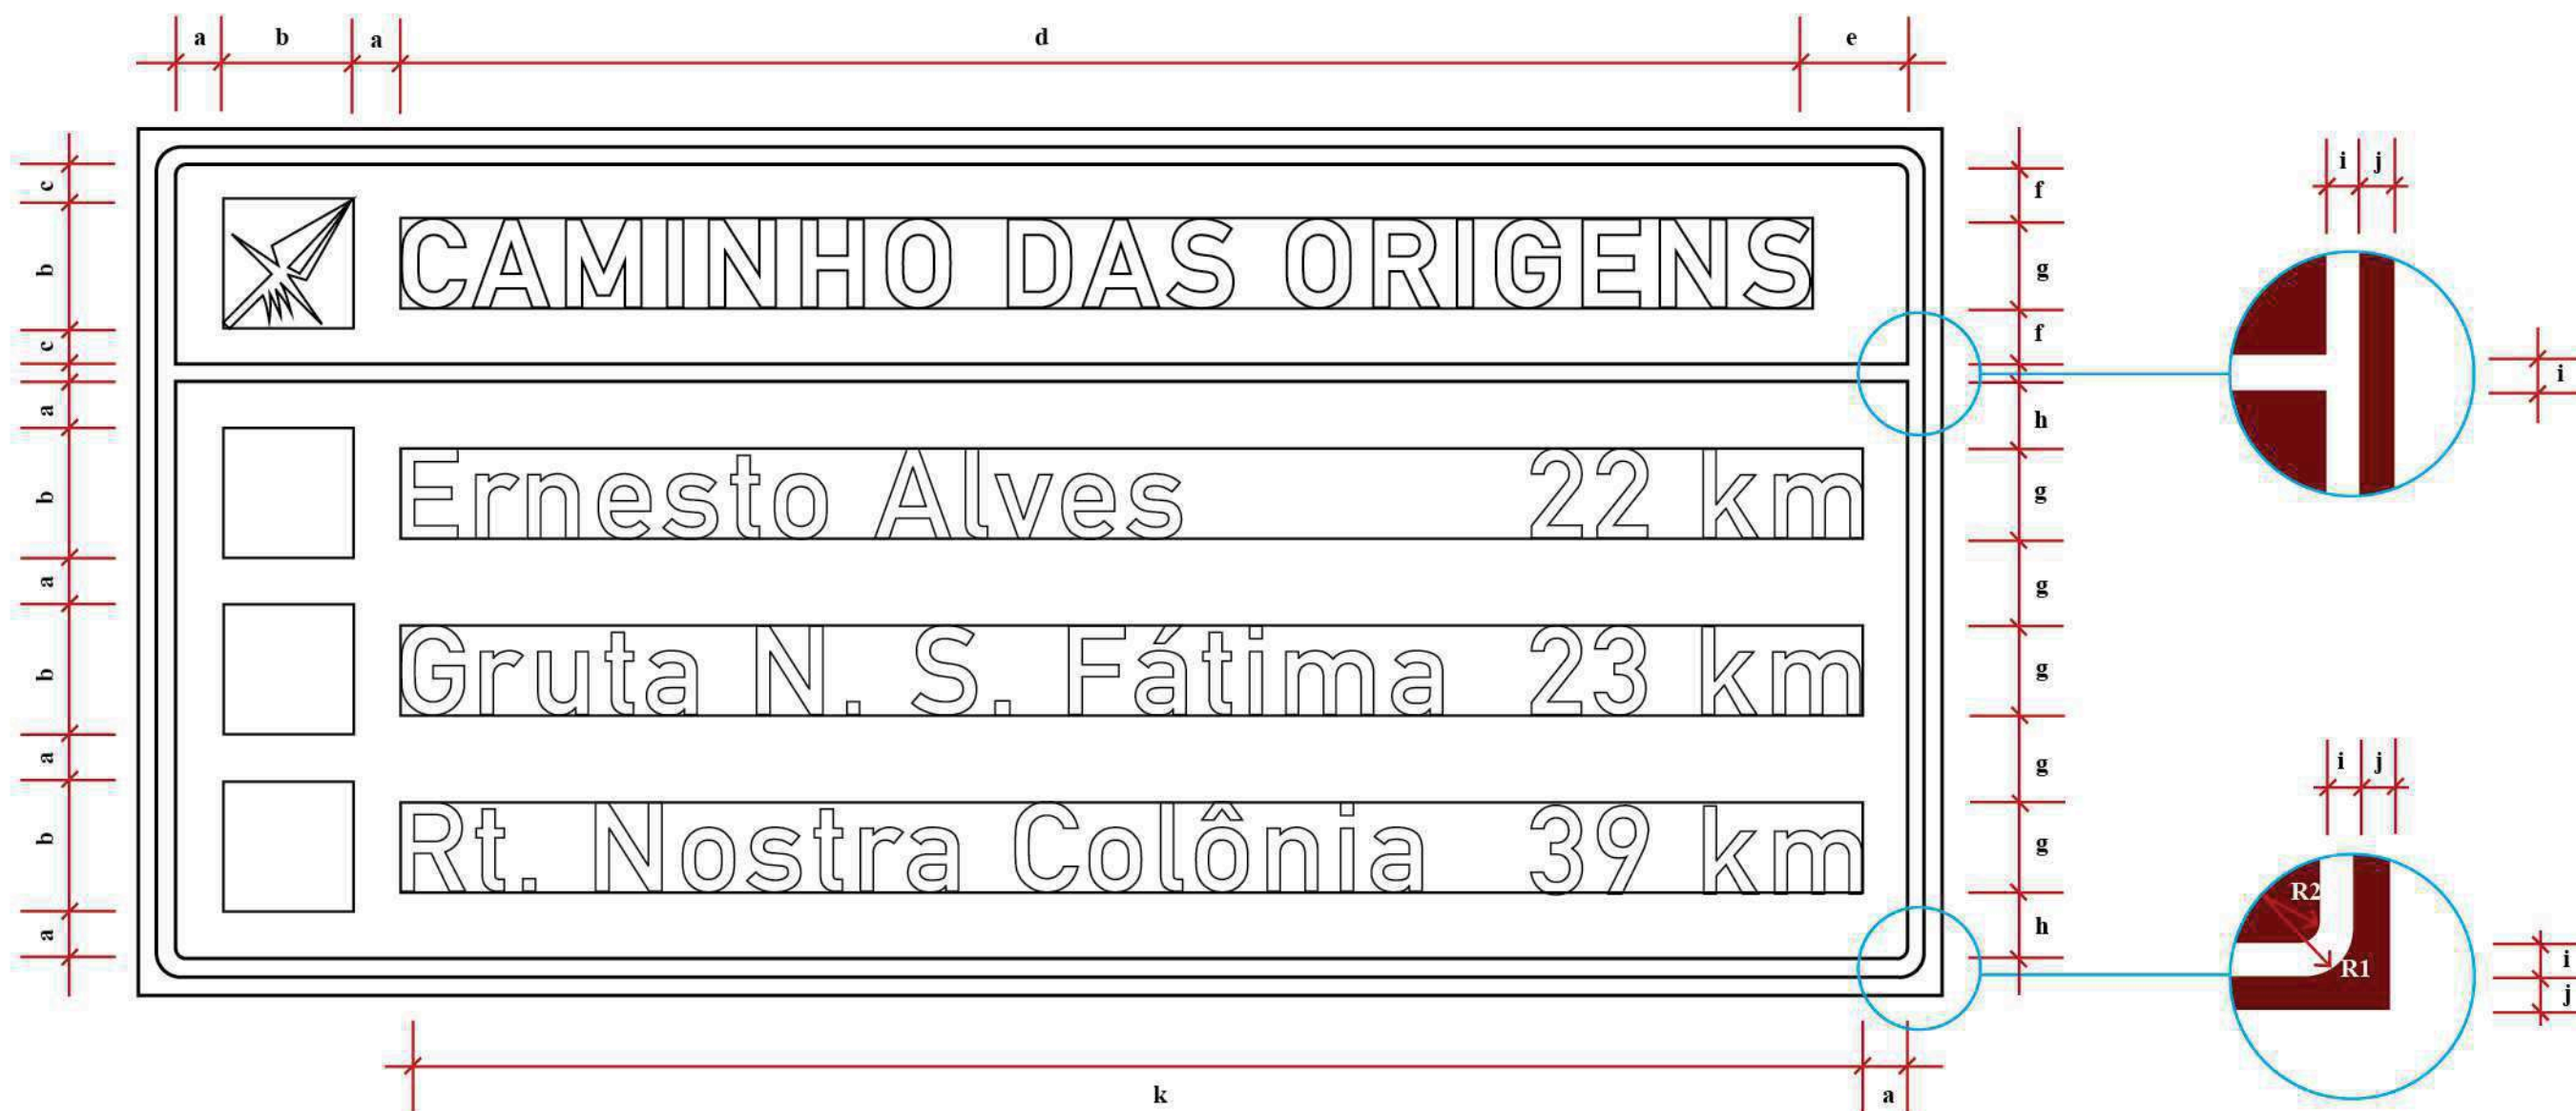 a b a d e
c f i j
b CAMINHO DAS ORIGENS g
c f
i
a h
b Ernesto Alves 22 km g
a g
b Gruta N. S. Fátima 23 km g
a g i j
b Rt. Nostra Colônia 39 km g
R2
a h
R1 i
j
k a